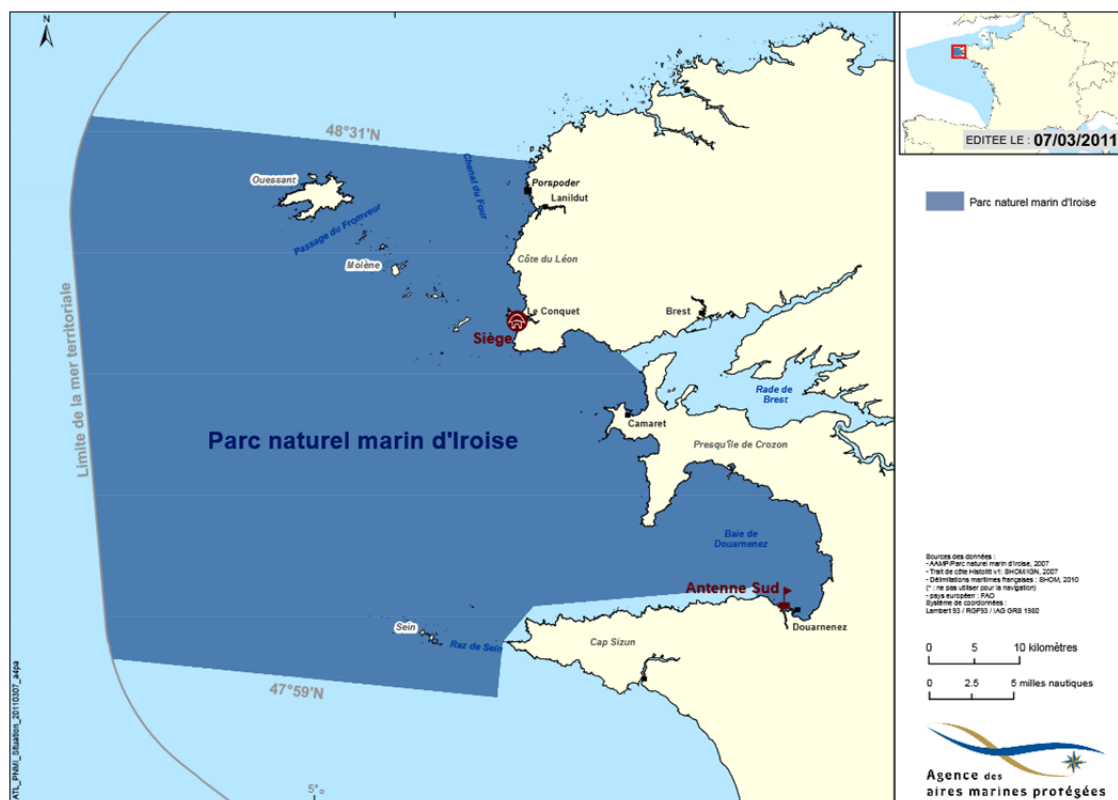 N
48°31'N
Ouessant
Chenal du Four
Porspoder
Lanildut
Passage du Fromveur
Molène
Côte du Léon
Le Conquet
Siège
Brest
Limite de la mer territoriale
Rade de
Brest
Camaret
Parc naturel marin d'Iroise
Presqu'île de Crozon
Baie de
Douarnenez
Antenne Sud
Douarnenez
Sein
Raz de Sein
Cap Sizun
47°59'N
5°
ATL_PNMI_Situation_20110307_a4pa
EDITEE LE : 07/03/2011
Parc naturel marin d'Iroise
Sources des données :
- AAMP/Parc naturel marin d'Iroise, 2007
- Trait de côte Histolitt v1: SHOM/IGN, 2007
- Délimitations maritimes françaises : SHOM, 2010
(* : ne pas utiliser pour la navigation)
- pays européen : FAO
Système de coordonnées :
Lambert 93 / RGF93 / IAG GRS 1980
0 5 10 kilomètres
0 2.5 5 milles nautiques
Agence des
aires marines protégées